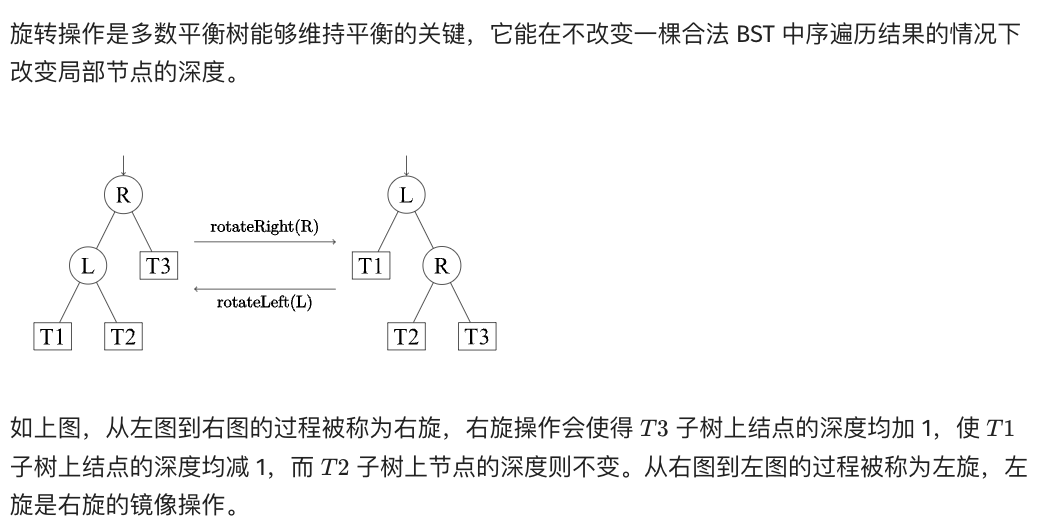 旋转操作是多数平衡树能够维持平衡的关键，它能在不改变一棵合法 BST 中序遍历结果的情况下
改变局部节点的深度。
R
L
rotateRight(R)
L
T3
T1
R
rotateLeft(L)
T1
T2
T2
T3
如上图，从左图到右图的过程被称为右旋，右旋操作会使得 T3 子树上结点的深度均加 1，使 T1
子树上结点的深度均减 1，而 T2 子树上节点的深度则不变。从右图到左图的过程被称为左旋，左
旋是右旋的镜像操作。